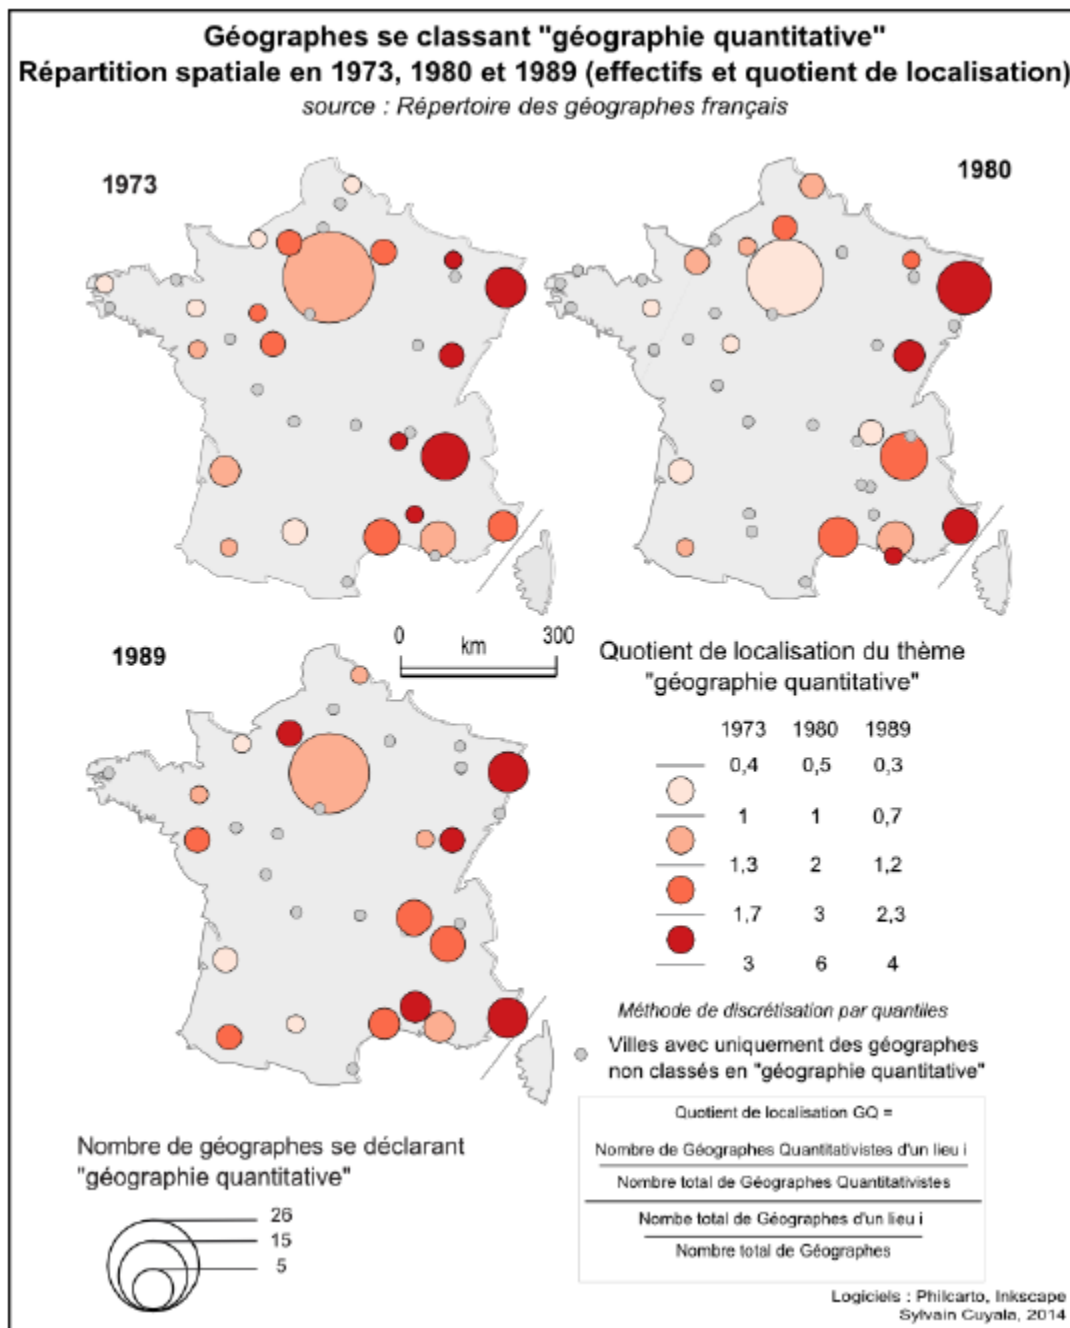 Géographes se classant "géographie quantitative"
Répartition spatiale en 1973, 1980 et 1989 (effectifs et quotient de localisation)
source : Répertoire des géographes français
1973
1980
1989
0 300
km
Quotient de localisation du thème
"géographie quantitative"
1973 1980 1989
0,4 0,5 0,3
1 1 0,7
1,3 2 1,2
1,7 3 2,3
3 6 4
Méthode de discrétisation par quantiles
Villes avec uniquement des géographes
non classés en "géographie quantitative"
Quotient de localisation GQ =
Nombre de Géographes Quantitativistes d'un lieu i
Nombre total de Géographes Quantitativistes
Nombe total de Géographes d'un lieu i
Nombre total de Géographes
Nombre de géographes se déclarant
"géographie quantitative"
26
15
5
Logiciels : Philcarto, Inkscape
Sylvain Cuyala, 2014